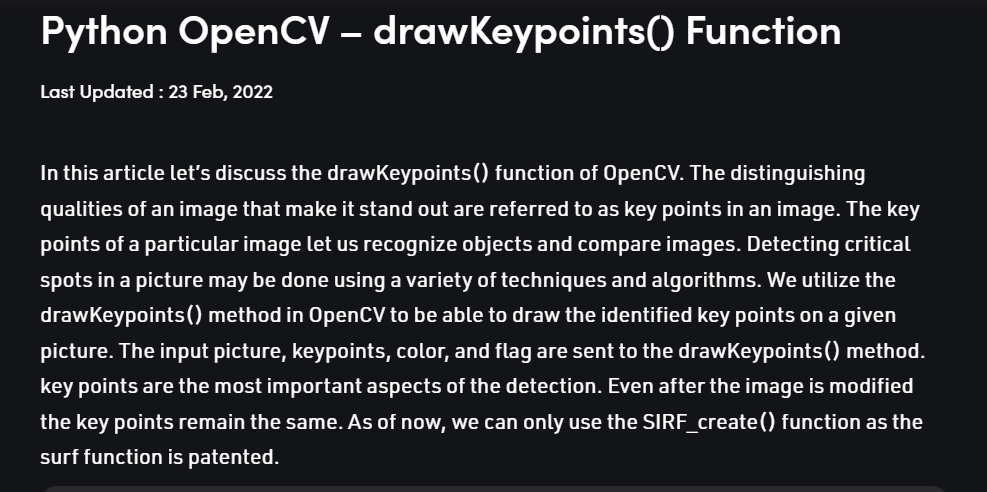 Python OpenCV – drawKeypoints() Function
Last Updated : 23 Feb, 2022
In this article let’s discuss the drawKeypoints() function of OpenCV. The distinguishing
qualities of an image that make it stand out are referred to as key points in an image. The key
points of a particular image let us recognize objects and compare images. Detecting critical
spots in a picture may be done using a variety of techniques and algorithms. We utilize the
drawKeypoints() method in OpenCV to be able to draw the identified key points on a given
picture. The input picture, keypoints, color, and flag are sent to the drawKeypoints() method.
key points are the most important aspects of the detection. Even after the image is modified
the key points remain the same. As of now, we can only use the SIRF_create() function as the
surf function is patented.